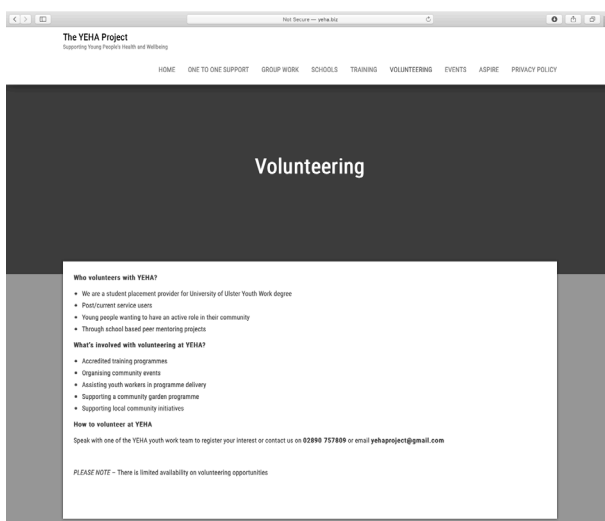 Not Secure — yeha.biz
The YEHA Project
Supporting Young People's Health and Wellbeing
HOME ONE TO ONE SUPPORT GROUP WORK SCHOOLS TRAINING VOLUNTEERING EVENTS ASPIRE PRIVACY POLICY
Volunteering
Who volunteers with YEHA?
• We are a student placement provider for University of Ulster Youth Work degree
• Post/current service users
• Young people wanting to have an active role in their community
• Through school based peer mentoring projects
What's involved with volunteering at YEHA?
• Accredited training programmes
• Organising community events
• Assisting youth workers in programme delivery
• Supporting a community garden programme
• Supporting local community initiatives
How to volunteer at YEHA
Speak with one of the YEHA youth work team to register your interest or contact us on 02890 757809 or email yehaproject@gmail.com
PLEASE NOTE – There is limited availability on volunteering opportunities